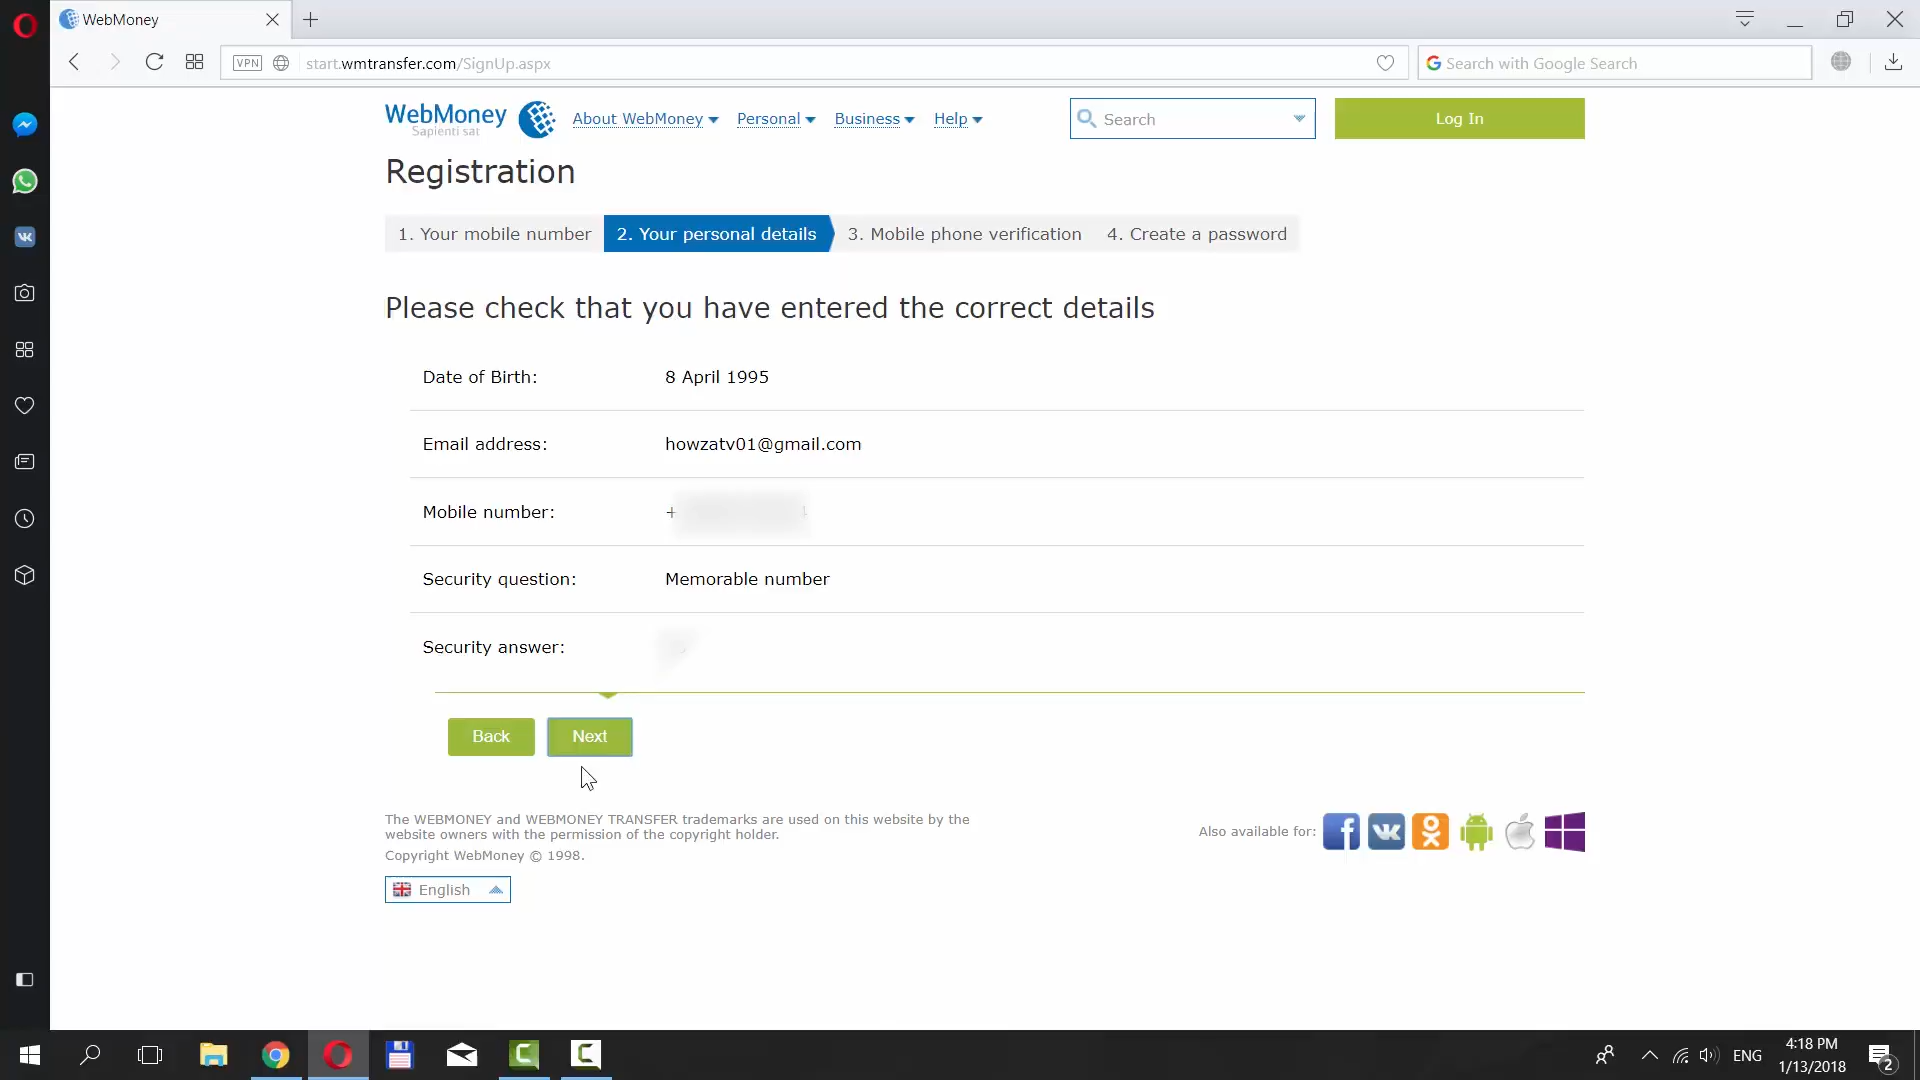 WebMoney
VPN
start.wmtransfer.com/SignUp.aspx
Search with Google Search
WebMoney
Sapienti sat
About WebMoney
Personal
Business
Help
Search
Log In
Registration
1. Your mobile number
2. Your personal details
3. Mobile phone verification
4. Create a password
Please check that you have entered the correct details
Date of Birth: 8 April 1995
Email address: howzatv01@gmail.com
Mobile number: +
Security question: Memorable number
Security answer:
Back
Next
The WEBMONEY and WEBMONEY TRANSFER trademarks are used on this website by the
website owners with the permission of the copyright holder.
Copyright WebMoney © 1998.
Also available for:
English
ENG
4:18 PM
1/13/2018
2